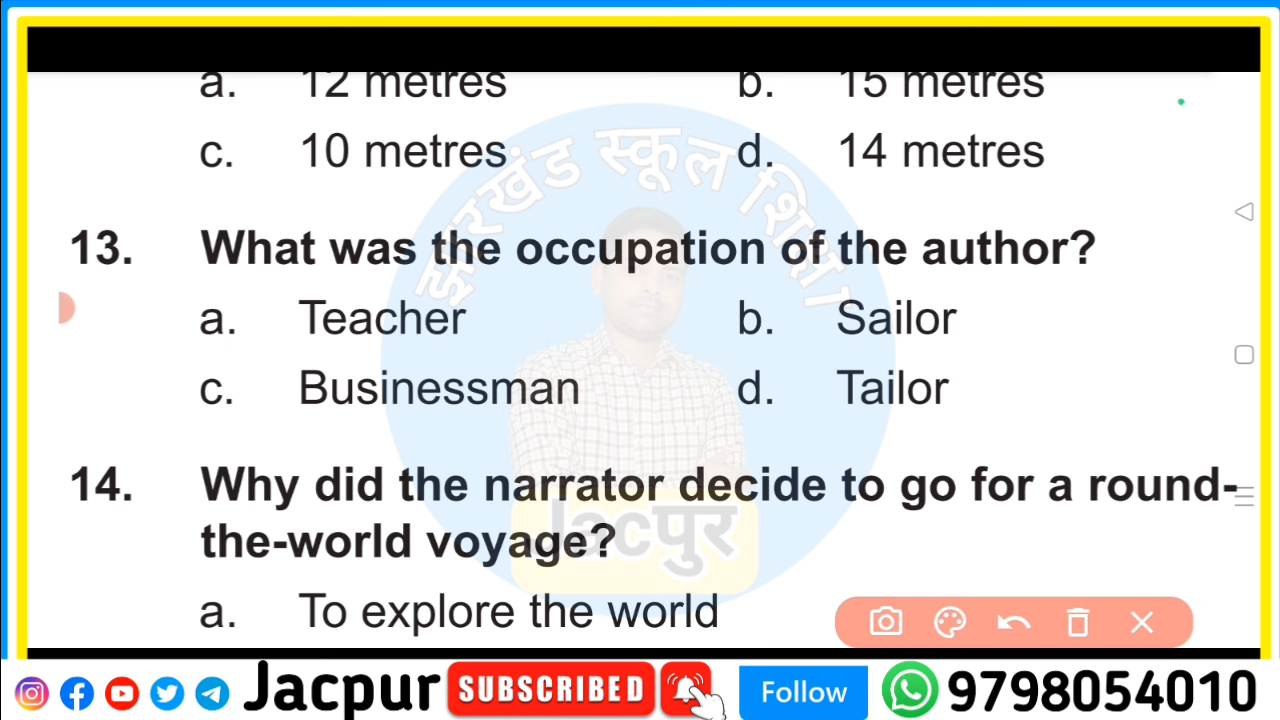 a. 12 metres b. 15 metres
c. 10 metres d. 14 metres
झारखंड स्कूल शिक्षा
13. What was the occupation of the author?
a. Teacher b. Sailor
c. Businessman d. Tailor
14. Why did the narrator decide to go for a round-
the-world voyage?
Jacपुर
a. To explore the world
Jacpur SUBSCRIBED Follow 9798054010